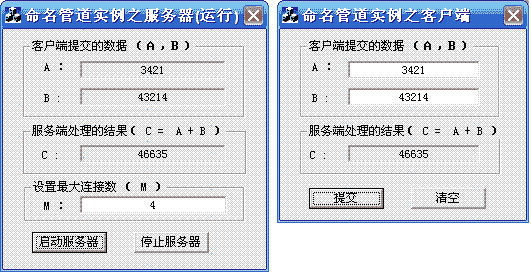 命名管道实例之服务器(运行)
客户端提交的数据 ( A , B )
A : 3421
B : 43214
服务端处理的结果( C = A + B )
C : 46635
设置最大连接数 ( M )
M : 4
启动服务器 停止服务器
命名管道实例之客户端
客户端提交的数据 ( A , B )
A : 3421
B : 43214
服务端处理的结果( C = A + B )
C : 46635
提交 清空